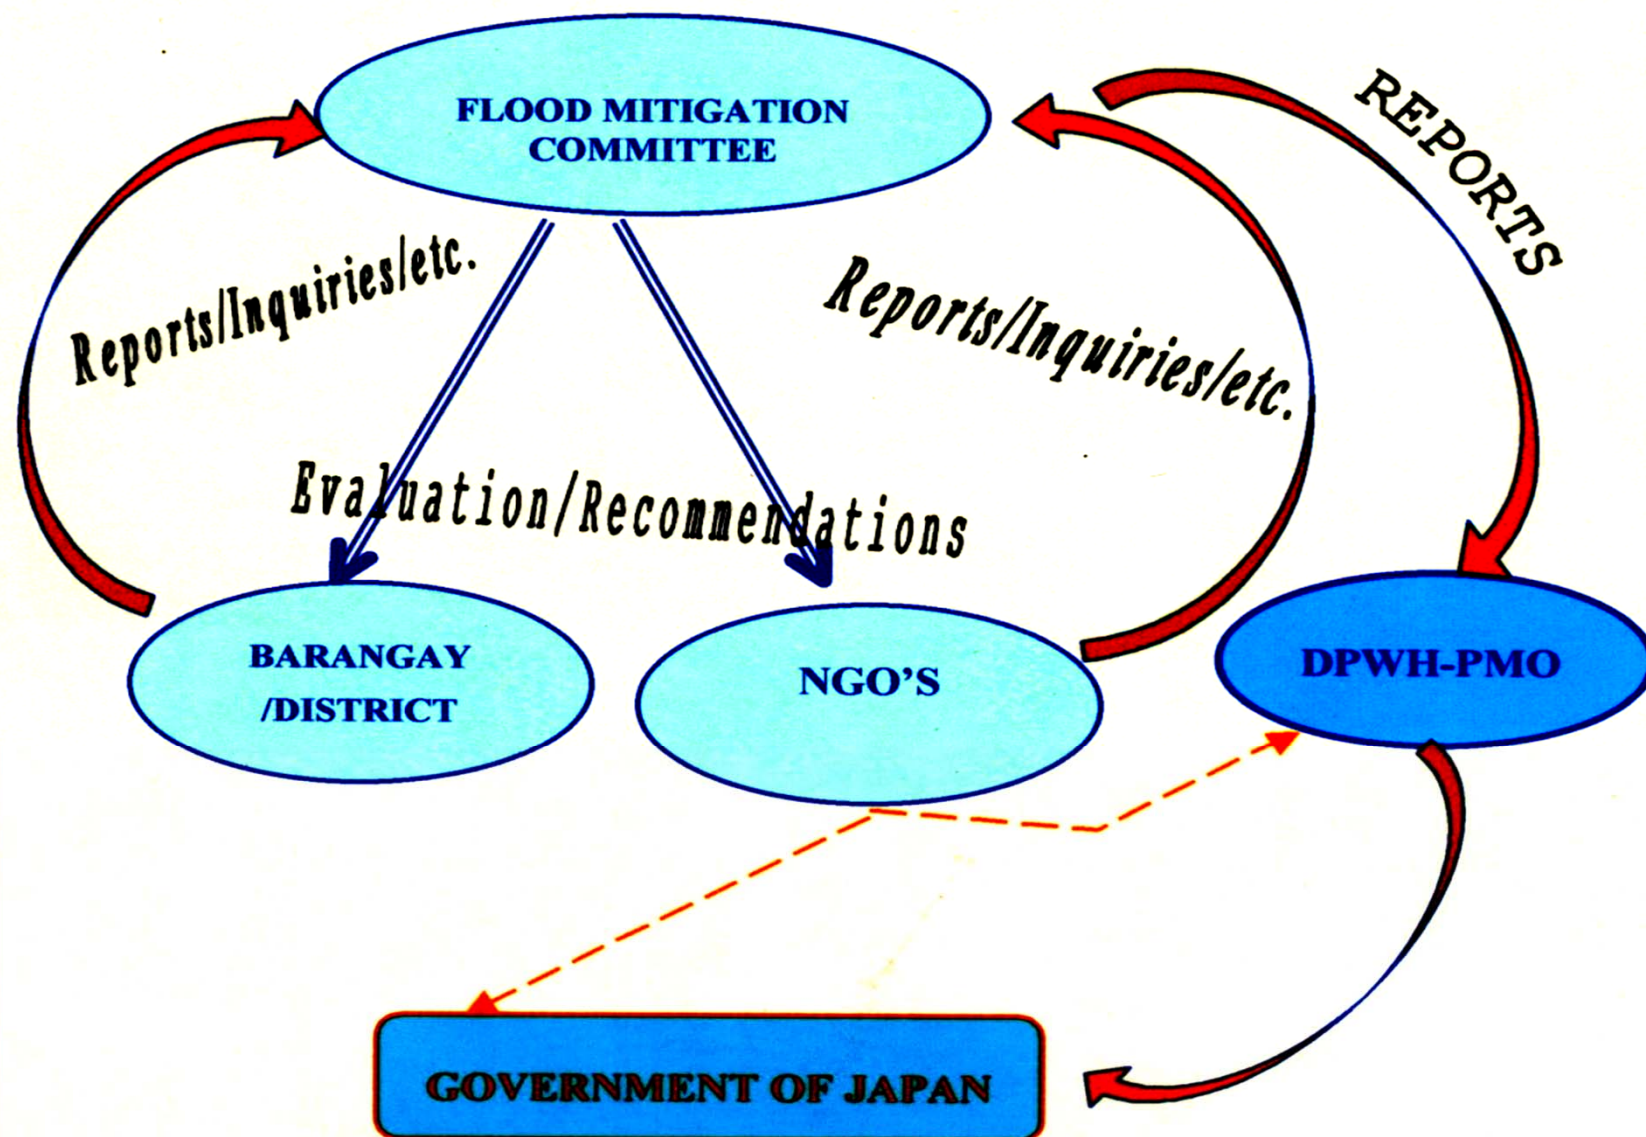 FLOOD MITIGATION
COMMITTEE
REPORTS
Reports/Inquiries/etc.
Reports/Inquiries/etc.
Evaluation/Recommendations
BARANGAY
/DISTRICT
NGO'S
DPWH-PMO
GOVERNMENT OF JAPAN